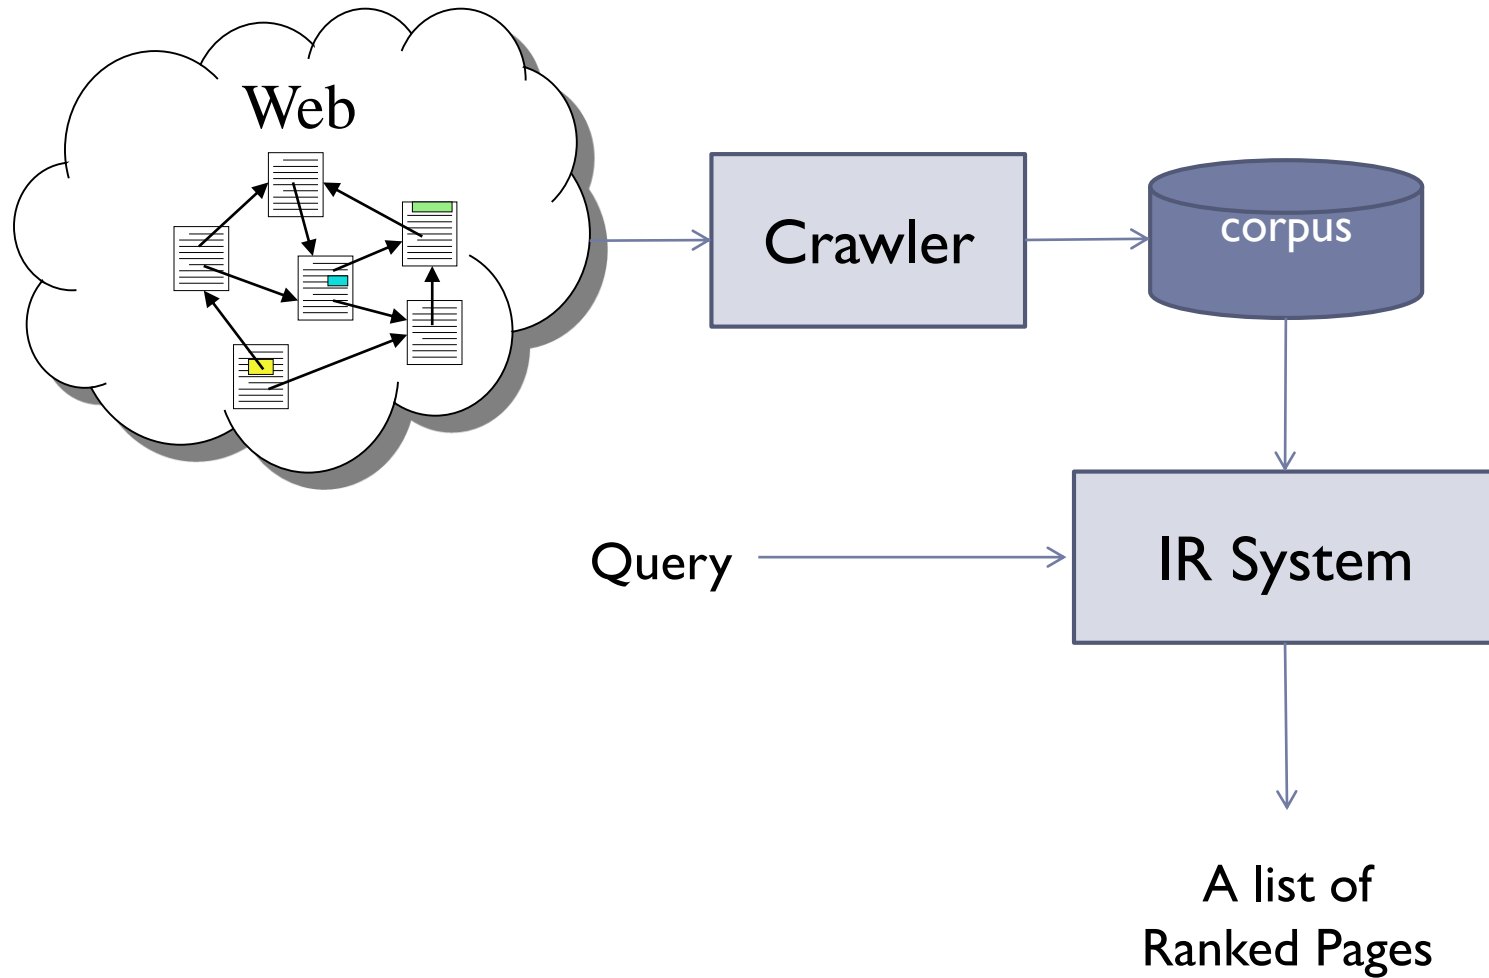 Web
Crawler
corpus
Query
IR System
A list of
Ranked Pages